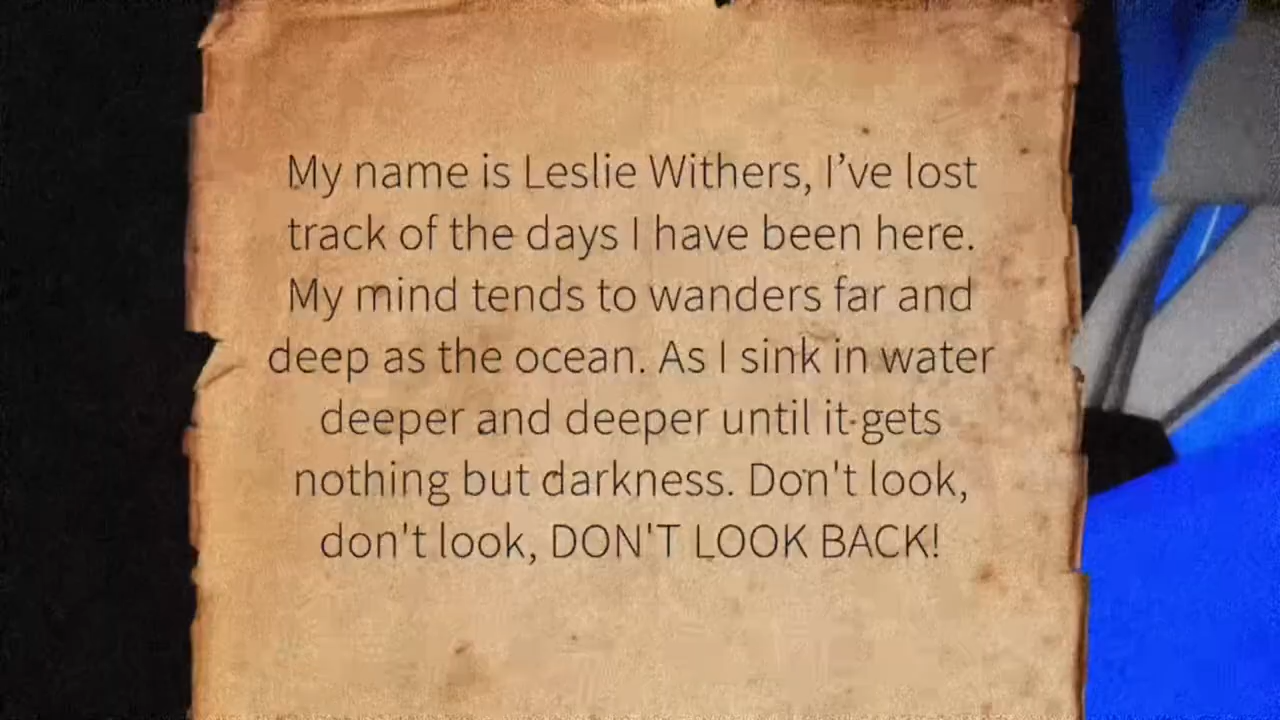 My name is Leslie Withers, I’ve lost
track of the days I have been here.
My mind tends to wanders far and
deep as the ocean. As I sink in water
deeper and deeper until it gets
nothing but darkness. Don't look,
don't look, DON'T LOOK BACK!